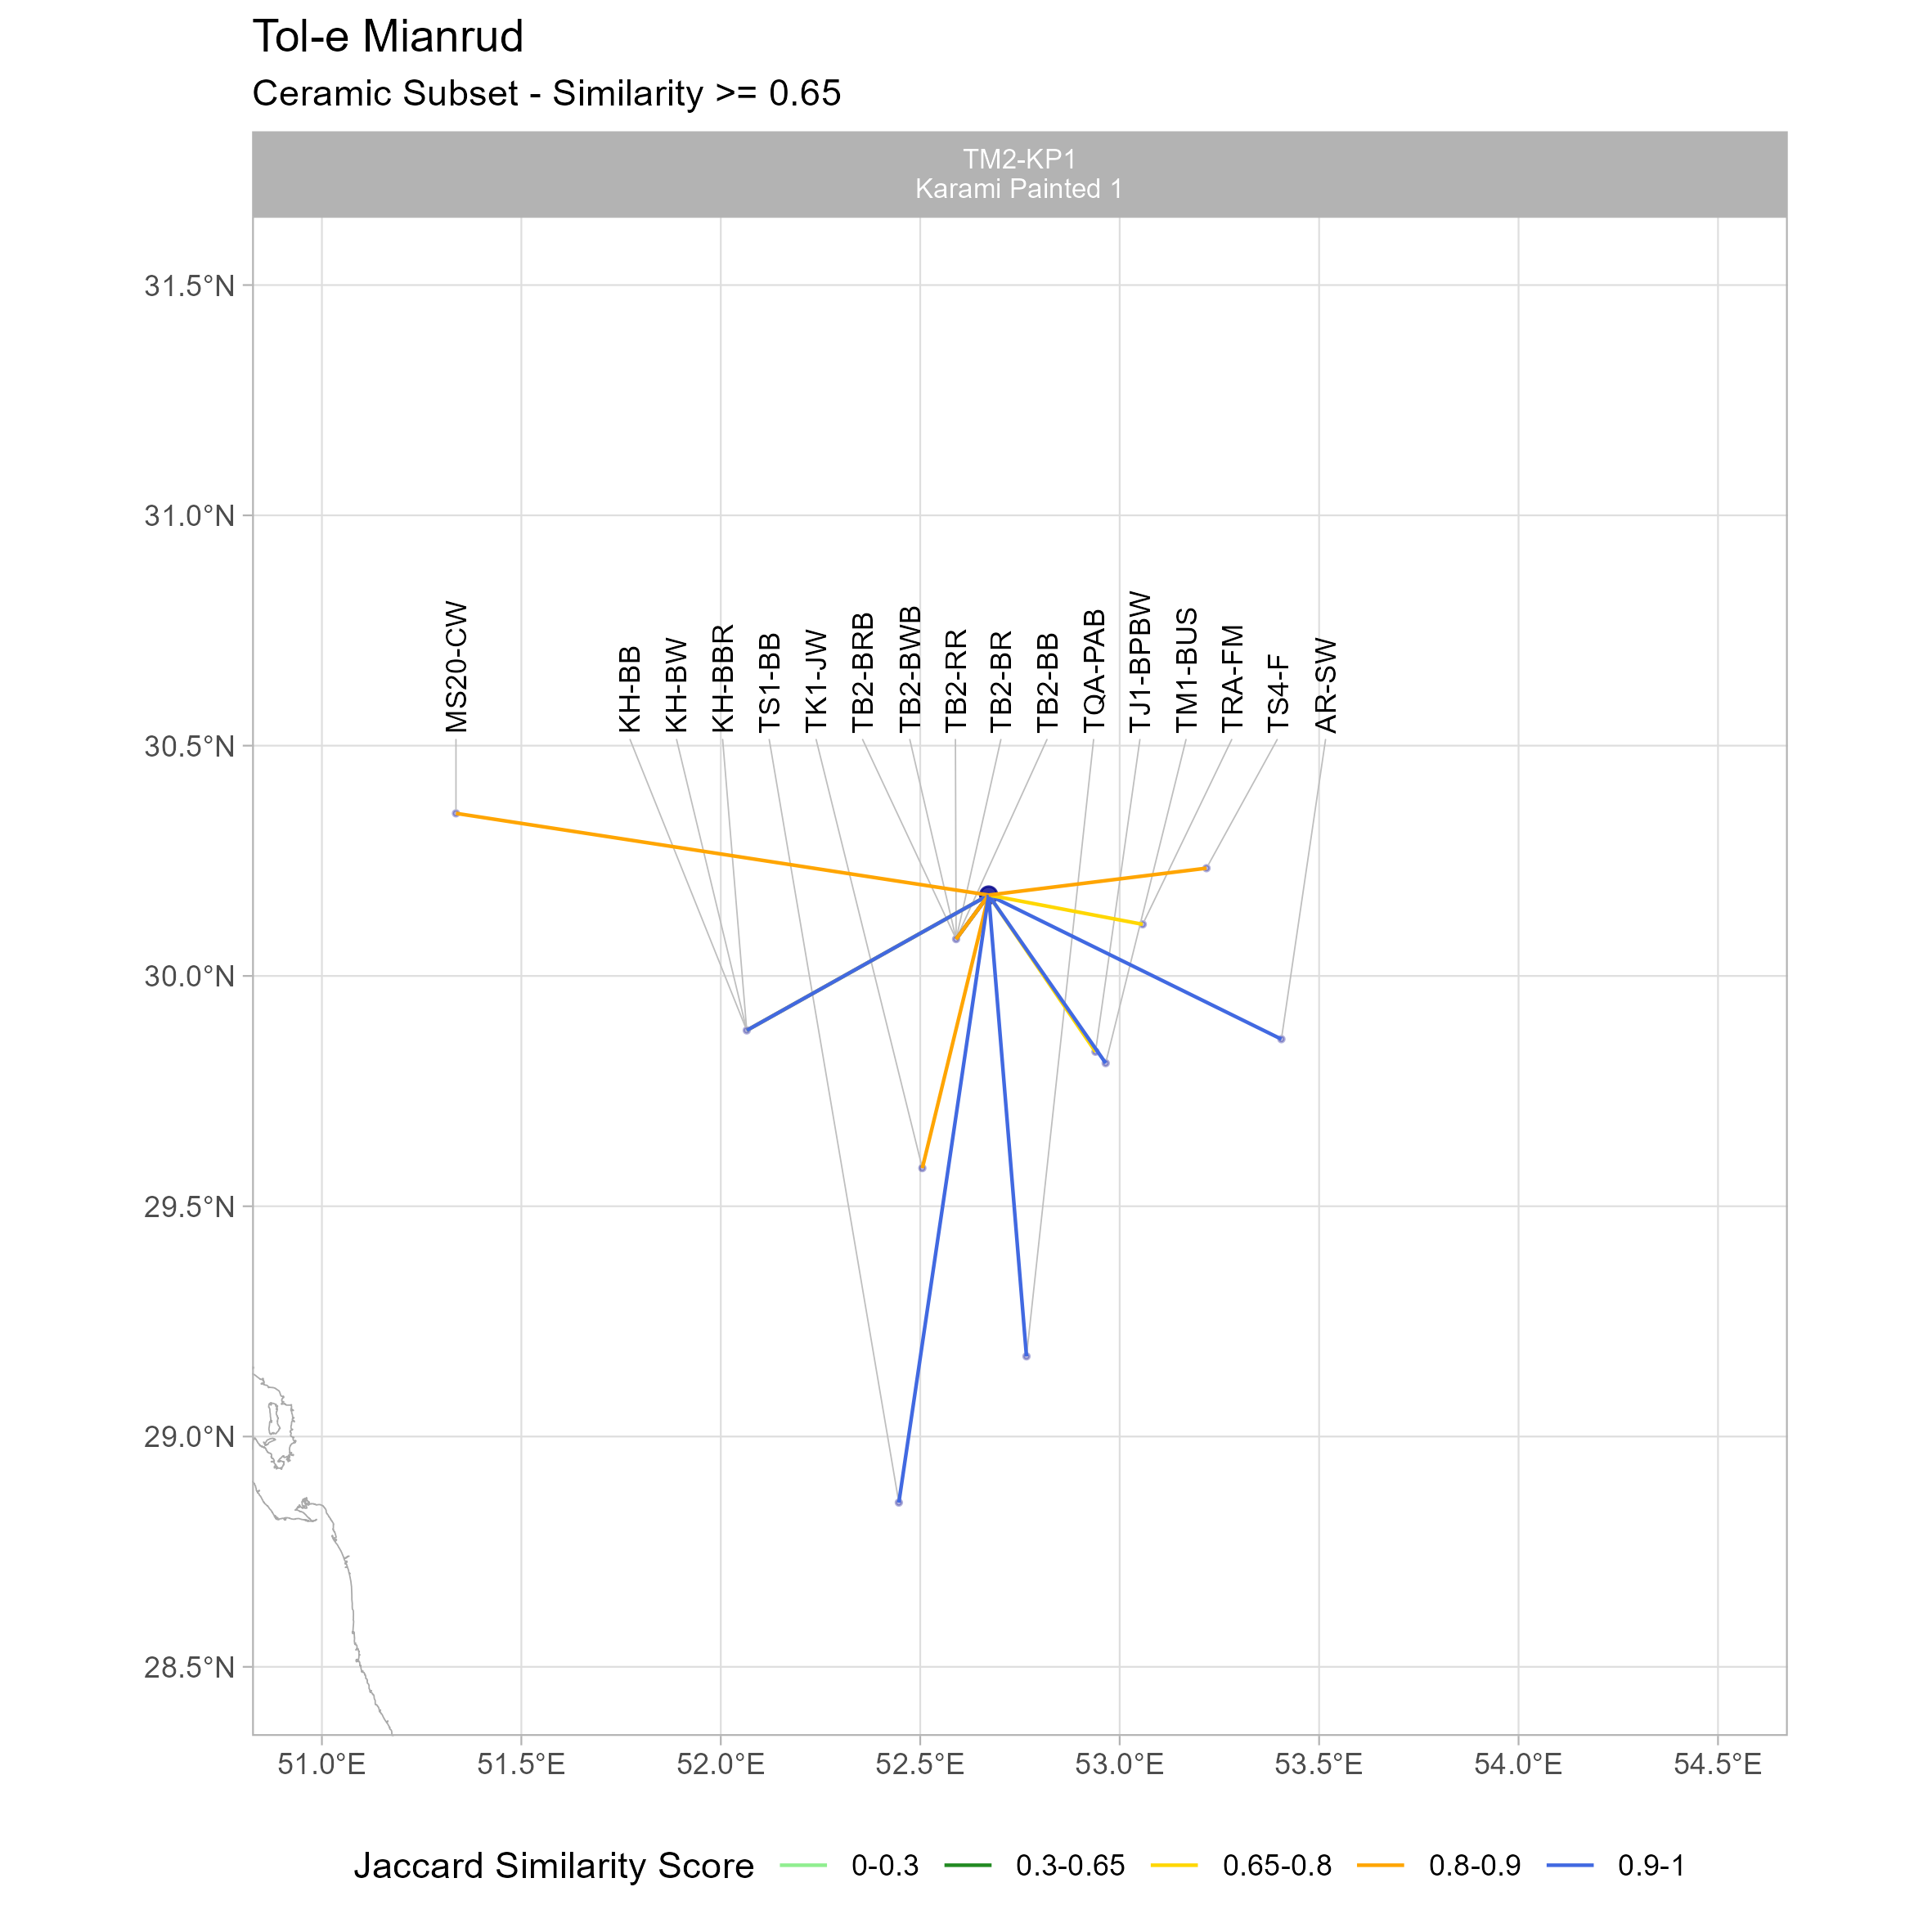 Tol-e Mianrud
Ceramic Subset - Similarity >= 0.65
TM2-KP1
Karami Painted 1
31.5°N
31.0°N
30.5°N
30.0°N
29.5°N
29.0°N
28.5°N
MS20-CW
KH-BB
KH-BW
KH-BBR
TS1-BB
TK1-JW
TB2-BRB
TB2-BWB
TB2-RR
TB2-BR
TB2-BB
TQA-PAB
TJ1-BPBW
TM1-BUS
TRA-FM
TS4-F
AR-SW
51.0°E 51.5°E 52.0°E 52.5°E 53.0°E 53.5°E 54.0°E 54.5°E
Jaccard Similarity Score 0-0.3 0.3-0.65 0.65-0.8 0.8-0.9 0.9-1